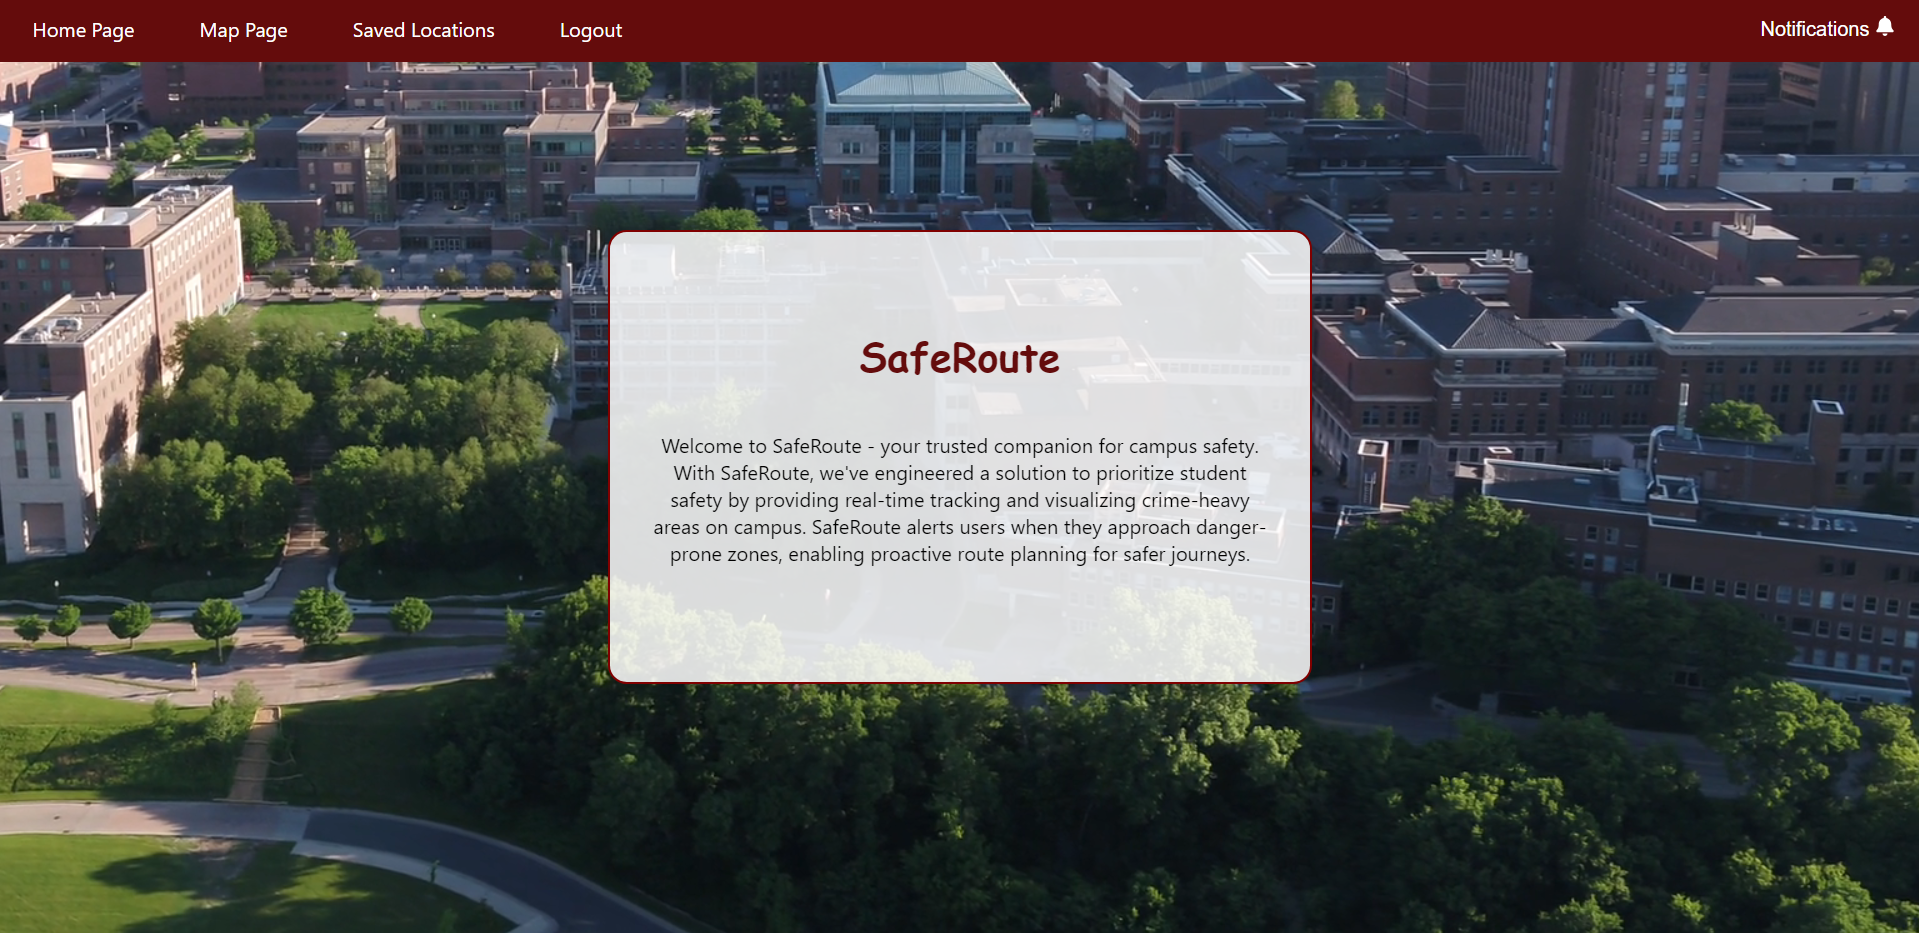 Home Page Map Page Saved Locations Logout Notifications
SafeRoute
Welcome to SafeRoute - your trusted companion for campus safety.
With SafeRoute, we've engineered a solution to prioritize student
safety by providing real-time tracking and visualizing crime-heavy
areas on campus. SafeRoute alerts users when they approach danger-
prone zones, enabling proactive route planning for safer journeys.